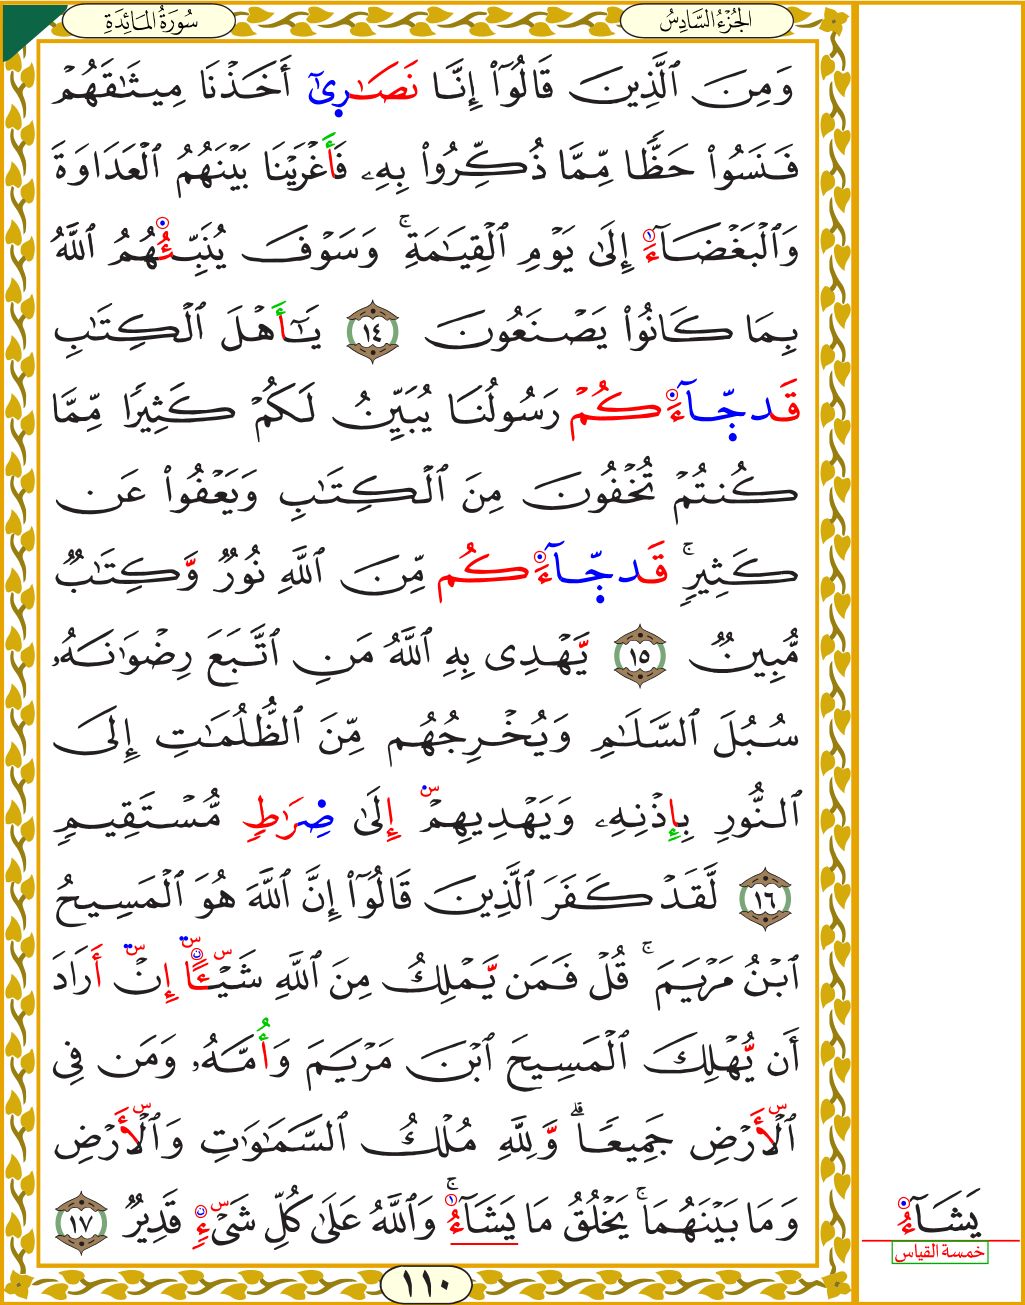 سُورَةُ المَائِدَةِ
الجُزْءُ السَّادِسُ
وَمِنَ ٱلَّذِينَ قَالُوٓاْ إِنَّا نَصَٰرِىٰٓ أَخَذْنَا مِيثَٰقَهُمْ
فَنَسُواْ حَظًّا مِّمَّا ذُكِّرُواْ بِهِۦ فَأَغْرَيْنَا بَيْنَهُمُ ٱلْعَدَاوَةَ
وَٱلْبَغْضَآءَ إِلَىٰ يَوْمِ ٱلْقِيَٰمَةِ ۚ وَسَوْفَ يُنَبِّئُهُمُ ٱللَّهُ
بِمَا كَانُواْ يَصْنَعُونَ ١٤ يَٰٓأَهْلَ ٱلْكِتَٰبِ
قَد جَّآءَكُمْ رَسُولُنَا يُبَيِّنُ لَكُمْ كَثِيرًا مِّمَّا
كُنتُمْ تُخْفُونَ مِنَ ٱلْكِتَٰبِ وَيَعْفُواْ عَن
كَثِيرٍ ۚ قَد جَّآءَكُم مِّنَ ٱللَّهِ نُورٌ وَّكِتَٰبٌ
مُّبِينٌ ١٥ يَّهْدِى بِهِ ٱللَّهُ مَنِ ٱتَّبَعَ رِضْوَٰنَهُۥ
سُبُلَ ٱلسَّلَٰمِ وَيُخْرِجُهُم مِّنَ ٱلظُّلُمَٰتِ إِلَى
ٱلنُّورِ بِإِذْنِهِۦ وَيَهْدِيهِمْ إِلَىٰ صِرَٰطٍ مُّسْتَقِيمٍ
١٦ لَّقَدْ كَفَرَ ٱلَّذِينَ قَالُوٓاْ إِنَّ ٱللَّهَ هُوَ ٱلْمَسِيحُ
ٱبْنُ مَرْيَمَ ۚ قُلْ فَمَن يَّمْلِكُ مِنَ ٱللَّهِ شَيْـًٔا إِنْ أَرَادَ
أَن يُّهْلِكَ ٱلْمَسِيحَ ٱبْنَ مَرْيَمَ وَأُمَّهُۥ وَمَن فِى
ٱلْأَرْضِ جَمِيعًا ۗ وَّلِلَّهِ مُلْكُ ٱلسَّمَٰوَٰتِ وَٱلْأَرْضِ
وَمَا بَيْنَهُمَا ۚ يَخْلُقُ مَا يَشَآءُ ۚ وَٱللَّهُ عَلَىٰ كُلِّ شَىْءٍ قَدِيرٌ ١٧
يَشَآءُ
خمسة القياس
١١٠